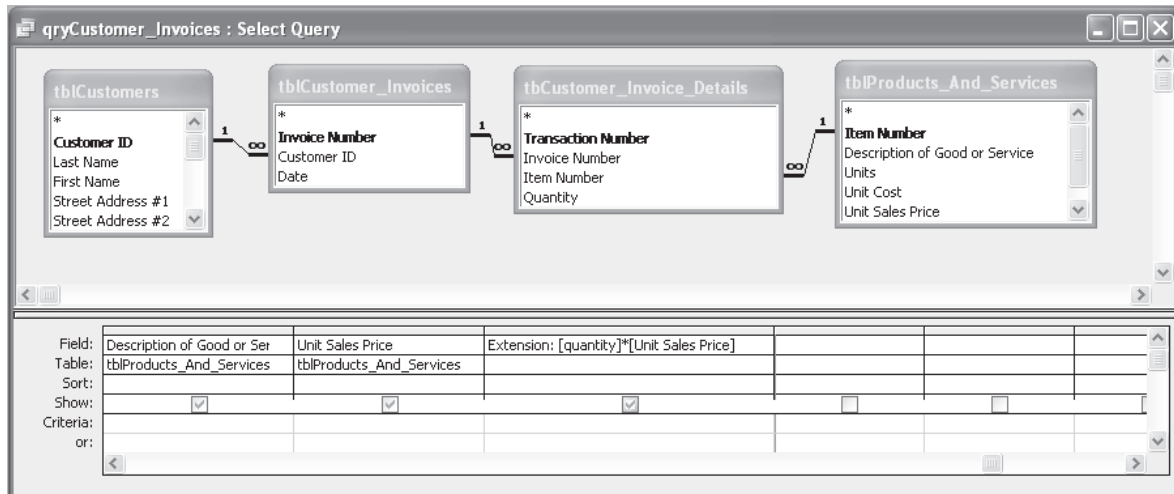 qryCustomer_Invoices : Select Query
tblCustomers
*
Customer ID
Last Name
First Name
Street Address #1
Street Address #2
1
∞
tblCustomer_Invoices
*
Invoice Number
Customer ID
Date
1
∞
tbCustomer_Invoice_Details
*
Transaction Number
Invoice Number
Item Number
Quantity
1
∞
tblProducts_And_Services
*
Item Number
Description of Good or Service
Units
Unit Cost
Unit Sales Price
Field: Description of Good or Ser Unit Sales Price Extension: [quantity]*[Unit Sales Price]
Table: tblProducts_And_Services tblProducts_And_Services
Sort:
Show:
Criteria:
or: